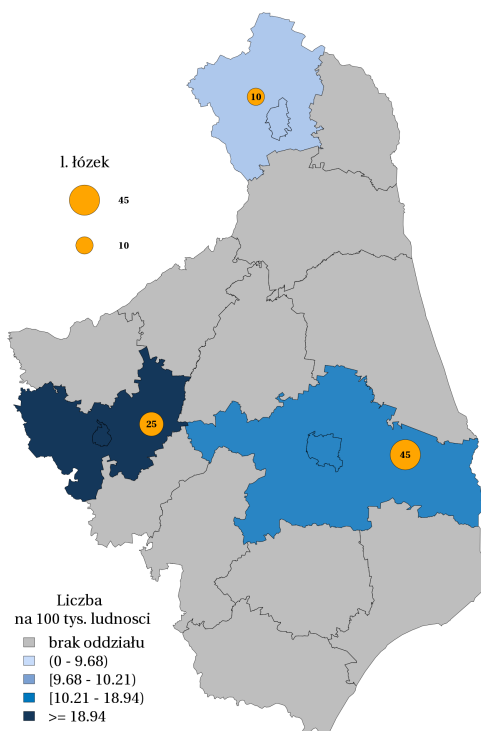 10
l. łózek
45
10
25
45
Liczba
na 100 tys. ludnosci
brak oddziału
(0 - 9.68)
[9.68 - 10.21)
[10.21 - 18.94)
>= 18.94